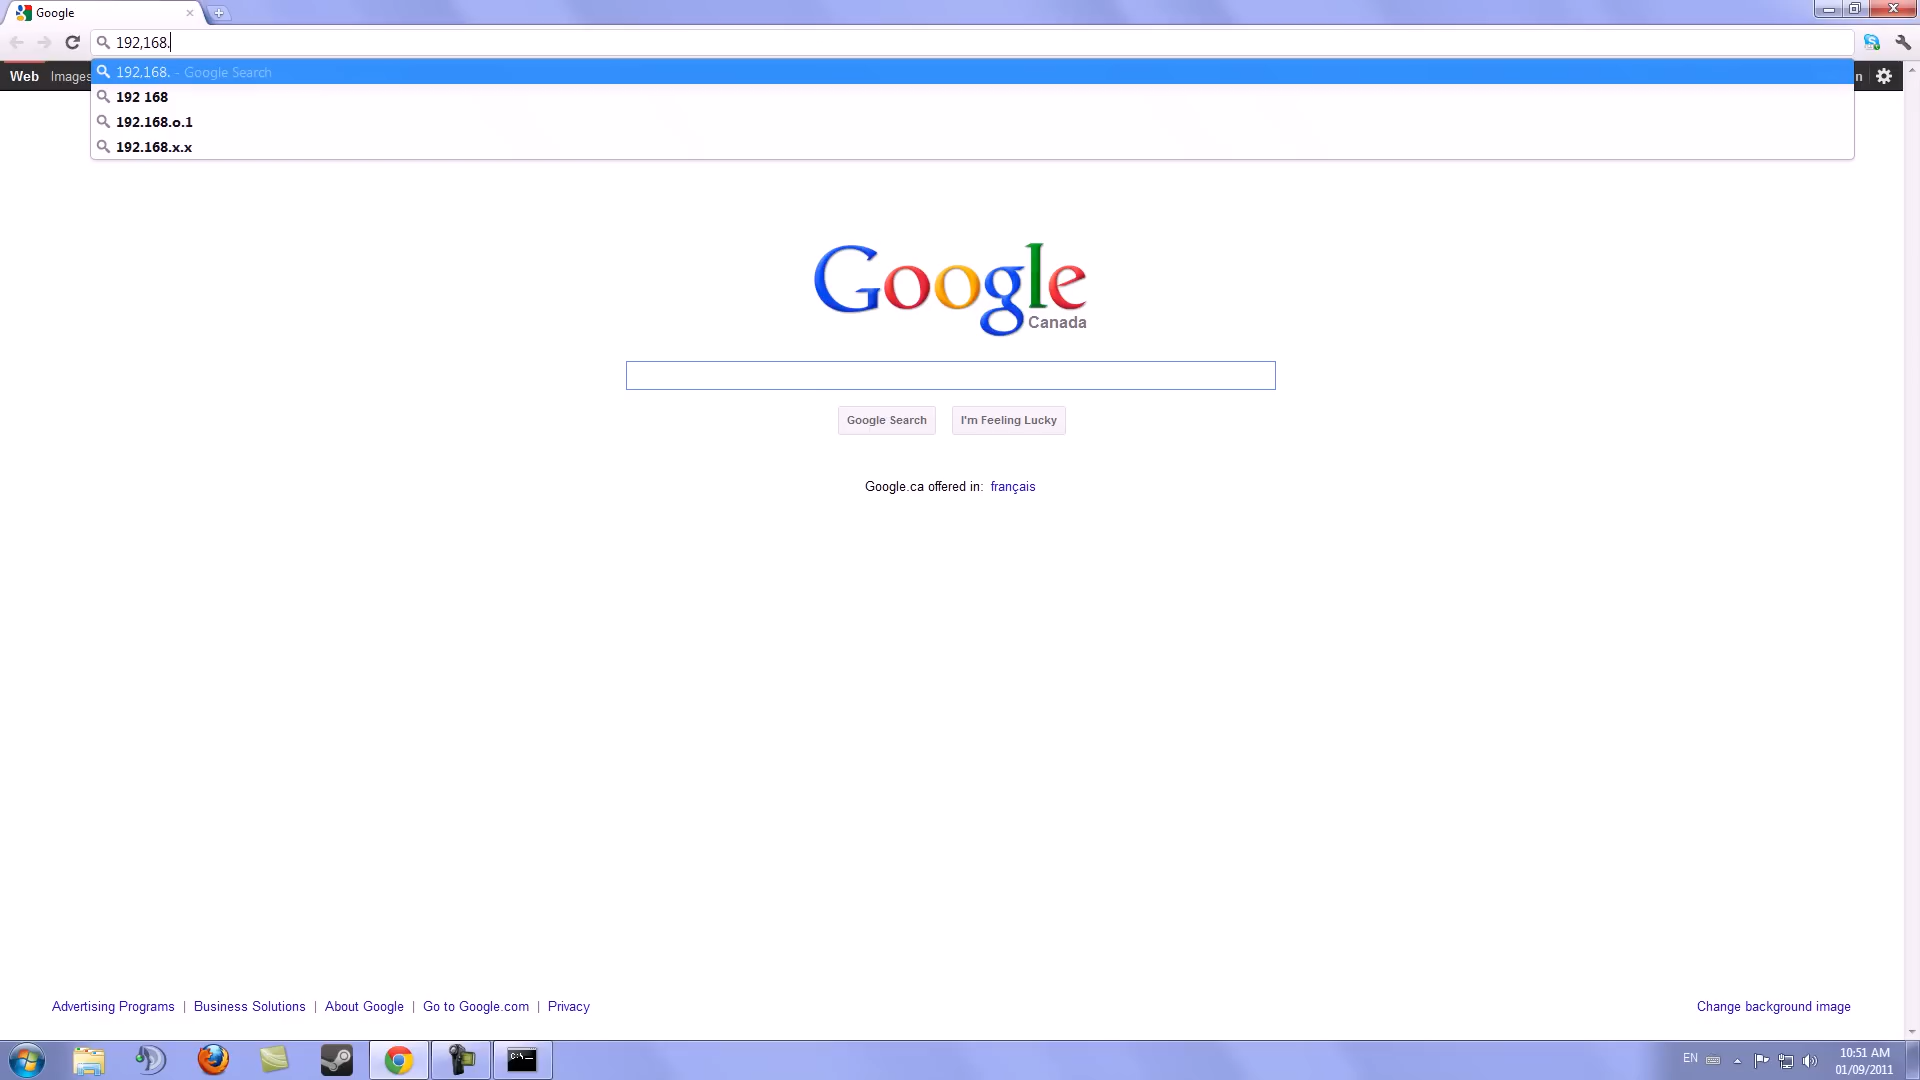 Google
192,168.
192,168. - Google Search
192 168
192.168.o.1
192.168.x.x
Web Images
n
Google
Canada
Google Search I'm Feeling Lucky
Google.ca offered in: français
Advertising Programs | Business Solutions | About Google | Go to Google.com | Privacy
Change background image
C:\_
EN
10:51 AM
01/09/2011